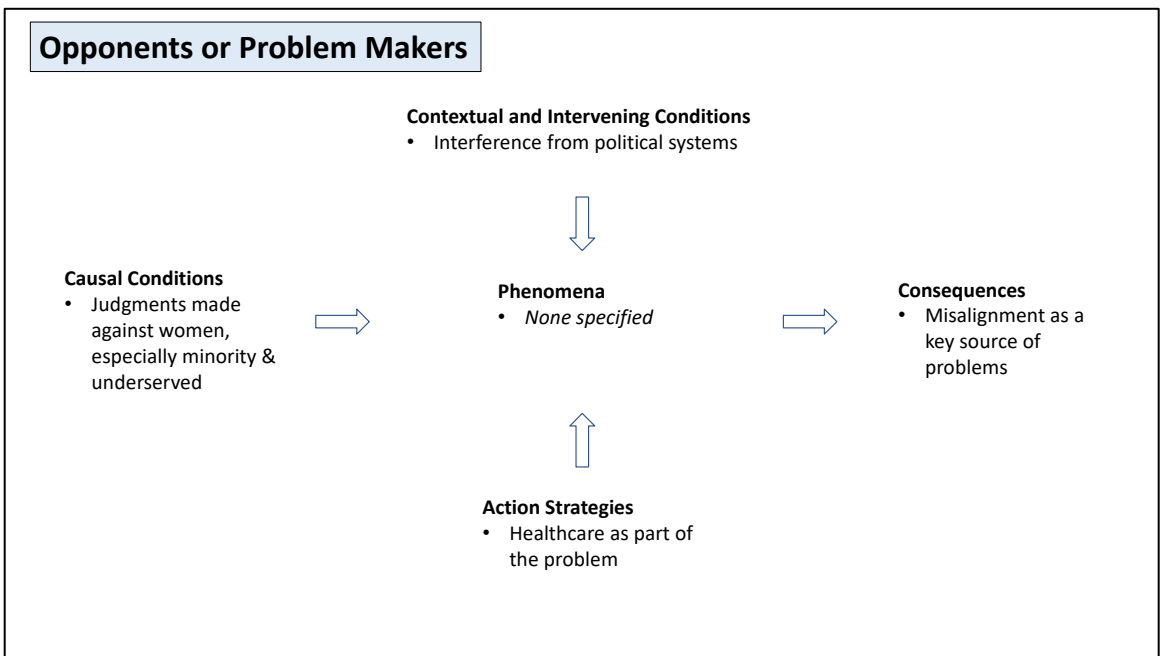 Opponents or Problem Makers
Contextual and Intervening Conditions
• Interference from political systems
Causal Conditions
• Judgments made
against women,
especially minority &
underserved
Phenomena
• None specified
Consequences
• Misalignment as a
key source of
problems
Action Strategies
• Healthcare as part of
the problem